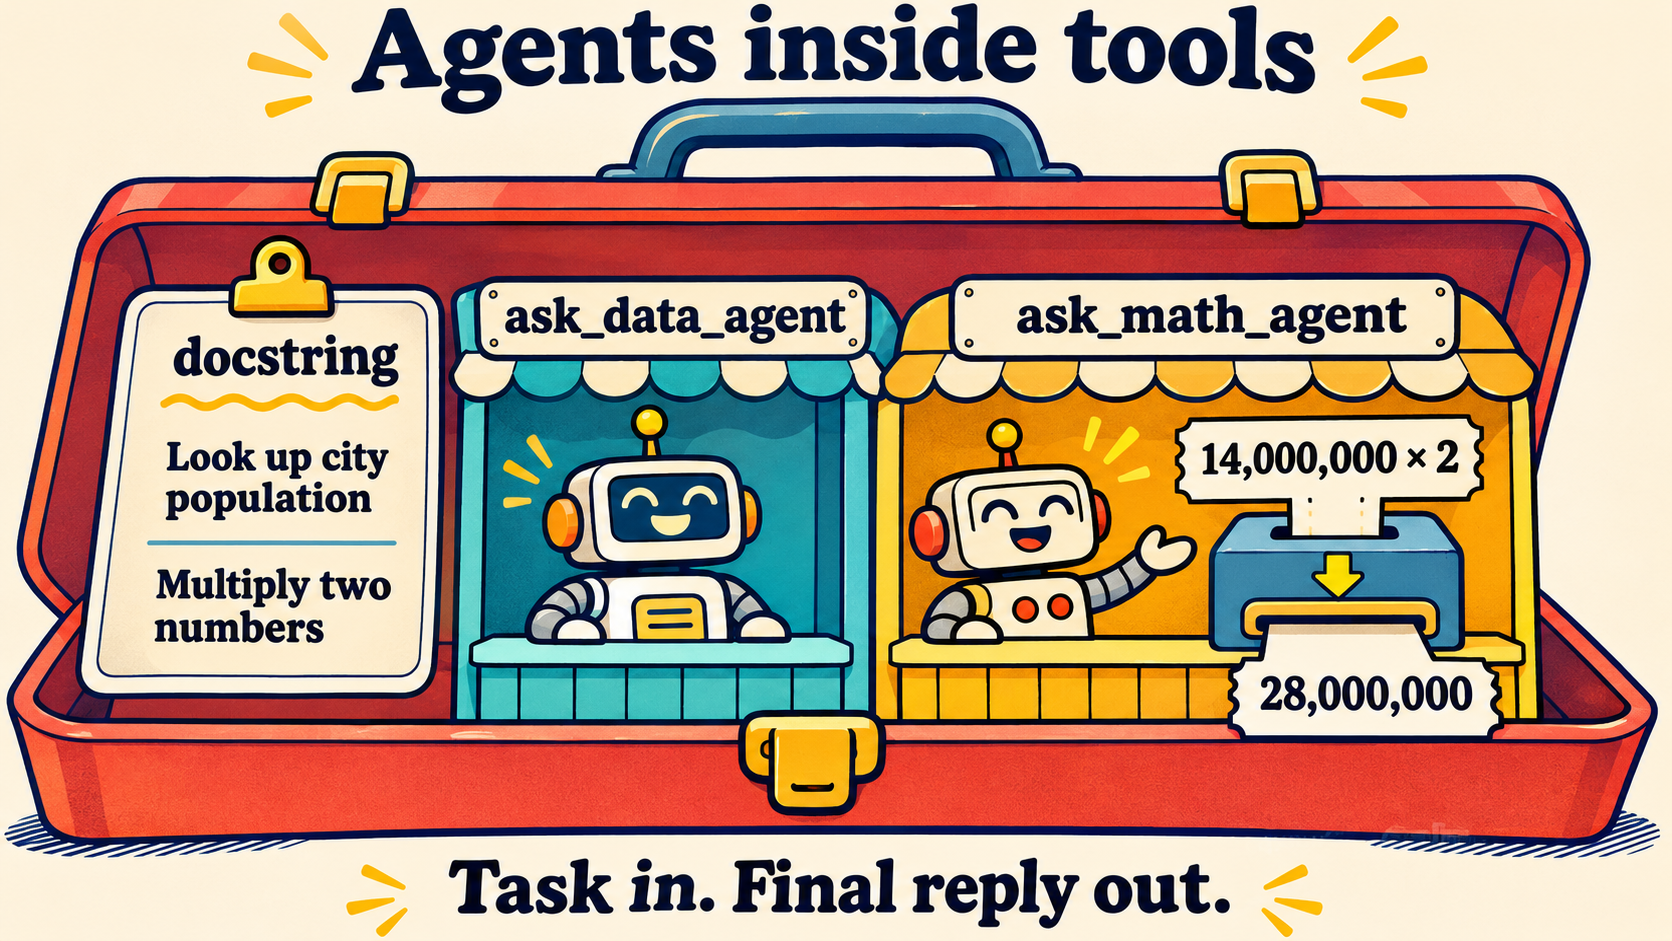 Agents inside tools
docstring
Look up city
population
Multiply two
numbers
ask_data_agent
ask_math_agent
14,000,000 × 2
28,000,000
Task in. Final reply out.